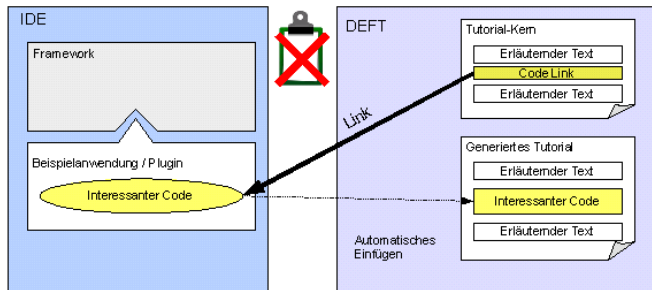 IDE
Framework
Beispielanwendung / Plugin
Interessanter Code
Link
DEFT
Tutorial-Kern
Erläuternder Text
Code Link
Erläuternder Text
Generiertes Tutorial
Erläuternder Text
Interessanter Code
Erläuternder Text
Automatisches
Einfügen